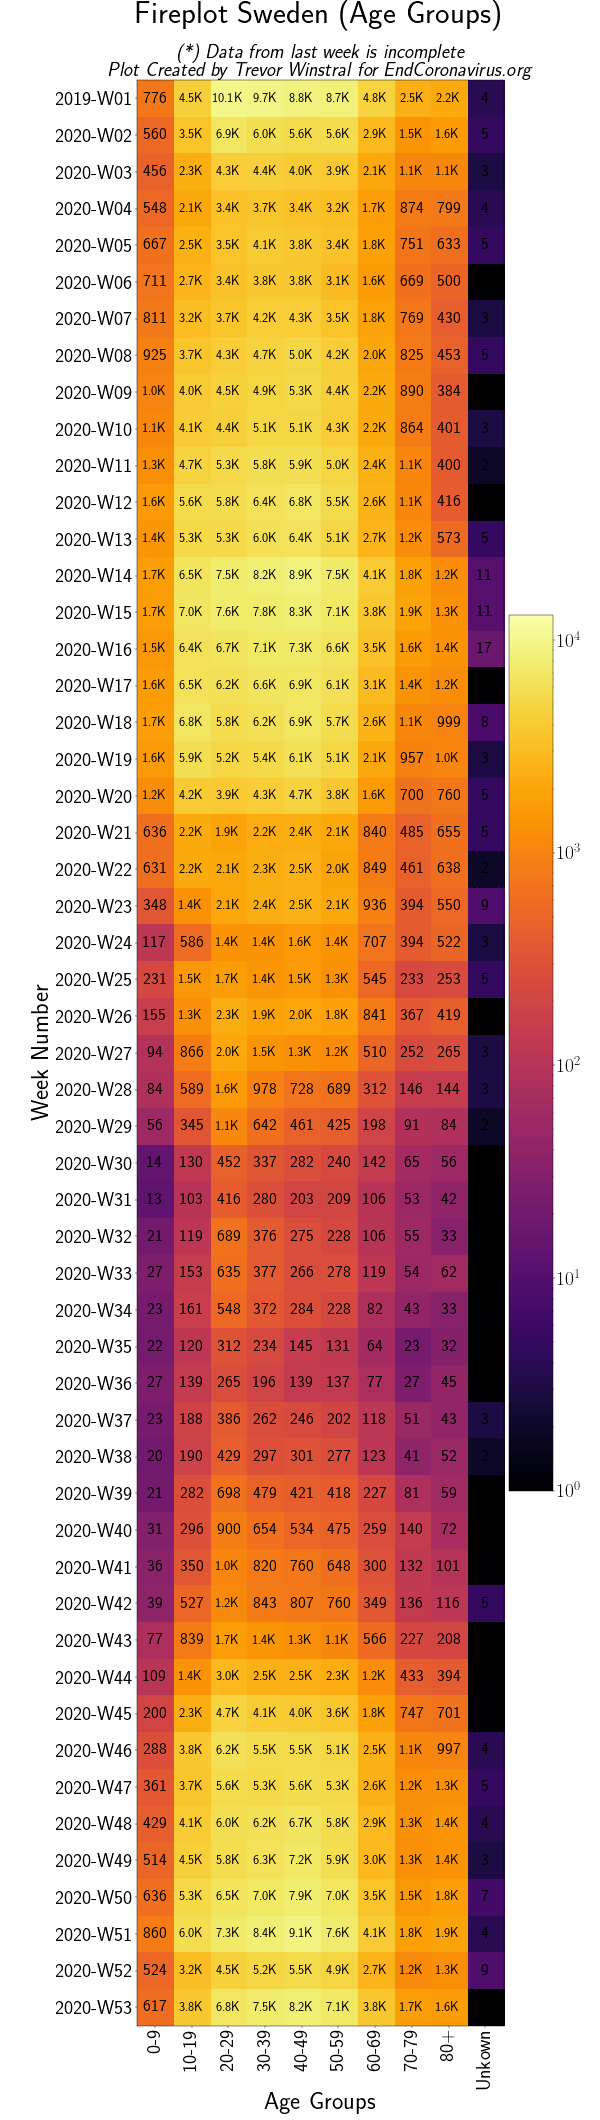 Fireplot Sweden (Age Groups)
(*) Data from last week is incomplete
Plot Created by Trevor Winstral for EndCoronavirus.org
2019-W01 776 4.5K 10.1K 9.7K 8.8K 8.7K 4.8K 2.5K 2.2K 4
2020-W02 560 3.5K 6.9K 6.0K 5.6K 5.6K 2.9K 1.5K 1.6K 5
2020-W03 456 2.3K 4.3K 4.4K 4.0K 3.9K 2.1K 1.1K 1.1K 3
2020-W04 548 2.1K 3.4K 3.7K 3.4K 3.2K 1.7K 874 799 4
2020-W05 667 2.5K 3.5K 4.1K 3.8K 3.4K 1.8K 751 633 5
2020-W06 711 2.7K 3.4K 3.8K 3.8K 3.1K 1.6K 669 500
2020-W07 811 3.2K 3.7K 4.2K 4.3K 3.5K 1.8K 769 430 3
2020-W08 925 3.7K 4.3K 4.7K 5.0K 4.2K 2.0K 825 453 5
2020-W09 1.0K 4.0K 4.5K 4.9K 5.3K 4.4K 2.2K 890 384
2020-W10 1.1K 4.1K 4.4K 5.1K 5.1K 4.3K 2.2K 864 401 3
2020-W11 1.3K 4.7K 5.3K 5.8K 5.9K 5.0K 2.4K 1.1K 400 2
2020-W12 1.6K 5.6K 5.8K 6.4K 6.8K 5.5K 2.6K 1.1K 416
2020-W13 1.4K 5.3K 5.3K 6.0K 6.4K 5.1K 2.7K 1.2K 573 5
2020-W14 1.7K 6.5K 7.5K 8.2K 8.9K 7.5K 4.1K 1.8K 1.2K 11
2020-W15 1.7K 7.0K 7.6K 7.8K 8.3K 7.1K 3.8K 1.9K 1.3K 11
2020-W16 1.5K 6.4K 6.7K 7.1K 7.3K 6.6K 3.5K 1.6K 1.4K 17
2020-W17 1.6K 6.5K 6.2K 6.6K 6.9K 6.1K 3.1K 1.4K 1.2K
2020-W18 1.7K 6.8K 5.8K 6.2K 6.9K 5.7K 2.6K 1.1K 999 8
2020-W19 1.6K 5.9K 5.2K 5.4K 6.1K 5.1K 2.1K 957 1.0K 3
2020-W20 1.2K 4.2K 3.9K 4.3K 4.7K 3.8K 1.6K 700 760 5
2020-W21 636 2.2K 1.9K 2.2K 2.4K 2.1K 840 485 655 5
2020-W22 631 2.2K 2.1K 2.3K 2.5K 2.0K 849 461 638 2
2020-W23 348 1.4K 2.1K 2.4K 2.5K 2.1K 936 394 550 9
2020-W24 117 586 1.4K 1.4K 1.6K 1.4K 707 394 522 3
2020-W25 231 1.5K 1.7K 1.4K 1.5K 1.3K 545 233 253 5
2020-W26 155 1.3K 2.3K 1.9K 2.0K 1.8K 841 367 419
2020-W27 94 866 2.0K 1.5K 1.3K 1.2K 510 252 265 3
2020-W28 84 589 1.6K 978 728 689 312 146 144 3
2020-W29 56 345 1.1K 642 461 425 198 91 84 2
2020-W30 14 130 452 337 282 240 142 65 56
2020-W31 13 103 416 280 203 209 106 53 42
2020-W32 21 119 689 376 275 228 106 55 33
2020-W33 27 153 635 377 266 278 119 54 62
2020-W34 23 161 548 372 284 228 82 43 33
2020-W35 22 120 312 234 145 131 64 23 32
2020-W36 27 139 265 196 139 137 77 27 45
2020-W37 23 188 386 262 246 202 118 51 43 3
2020-W38 20 190 429 297 301 277 123 41 52 2
2020-W39 21 282 698 479 421 418 227 81 59
2020-W40 31 296 900 654 534 475 259 140 72
2020-W41 36 350 1.0K 820 760 648 300 132 101
2020-W42 39 527 1.2K 843 807 760 349 136 116 5
2020-W43 77 839 1.7K 1.4K 1.3K 1.1K 566 227 208
2020-W44 109 1.4K 3.0K 2.5K 2.5K 2.3K 1.2K 433 394
2020-W45 200 2.3K 4.7K 4.1K 4.0K 3.6K 1.8K 747 701
2020-W46 288 3.8K 6.2K 5.5K 5.5K 5.1K 2.5K 1.1K 997 4
2020-W47 361 3.7K 5.6K 5.3K 5.6K 5.3K 2.6K 1.2K 1.3K 5
2020-W48 429 4.1K 6.0K 6.2K 6.7K 5.8K 2.9K 1.3K 1.4K 4
2020-W49 514 4.5K 5.8K 6.3K 7.2K 5.9K 3.0K 1.3K 1.4K 3
2020-W50 636 5.3K 6.5K 7.0K 7.9K 7.0K 3.5K 1.5K 1.8K 7
2020-W51 860 6.0K 7.3K 8.4K 9.1K 7.6K 4.1K 1.8K 1.9K 4
2020-W52 524 3.2K 4.5K 5.2K 5.5K 4.9K 2.7K 1.2K 1.3K 9
2020-W53 617 3.8K 6.8K 7.5K 8.2K 7.1K 3.8K 1.7K 1.6K
0-9 10-19 20-29 30-39 40-49 50-59 60-69 70-79 80+ Unkown
Age Groups
Week Number
10⁴
10³
10²
10¹
10⁰